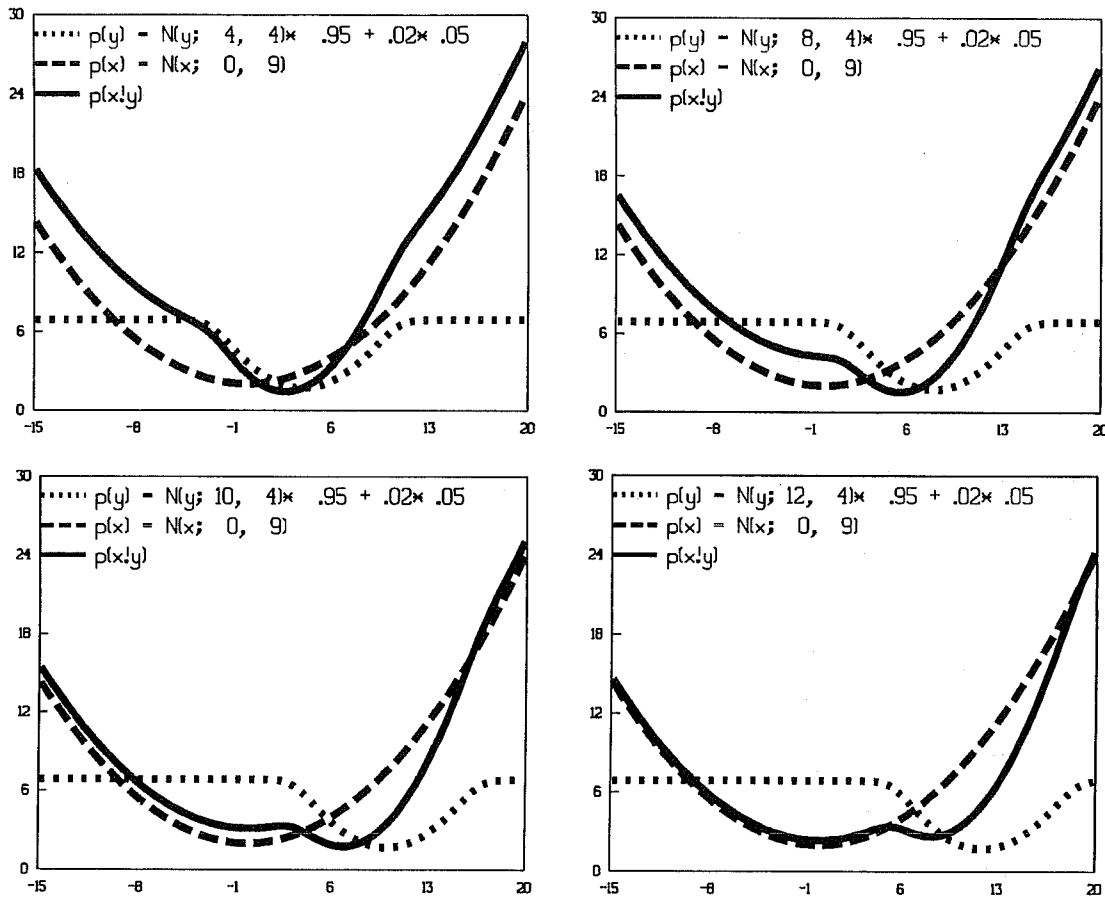 30
24
18
12
6
0
p(y) - N(y; 4, 4)* .95 + .02* .05
p(x) - N(x; 0, 9)
p(x!y)
-15 -8 -1 6 13 20
30
24
18
12
6
0
p(y) - N(y; 8, 4)* .95 + .02* .05
p(x) - N(x; 0, 9)
p(x!y)
-15 -8 -1 6 13 20
30
24
18
12
6
0
p(y) - N(y; 10, 4)* .95 + .02* .05
p(x) = N(x; 0, 9)
p(x!y)
-15 -8 -1 6 13 20
30
24
18
12
6
0
p(y) - N(y; 12, 4)* .95 + .02* .05
p(x) = N(x; 0, 9)
p(x!y)
-15 -8 -1 6 13 20